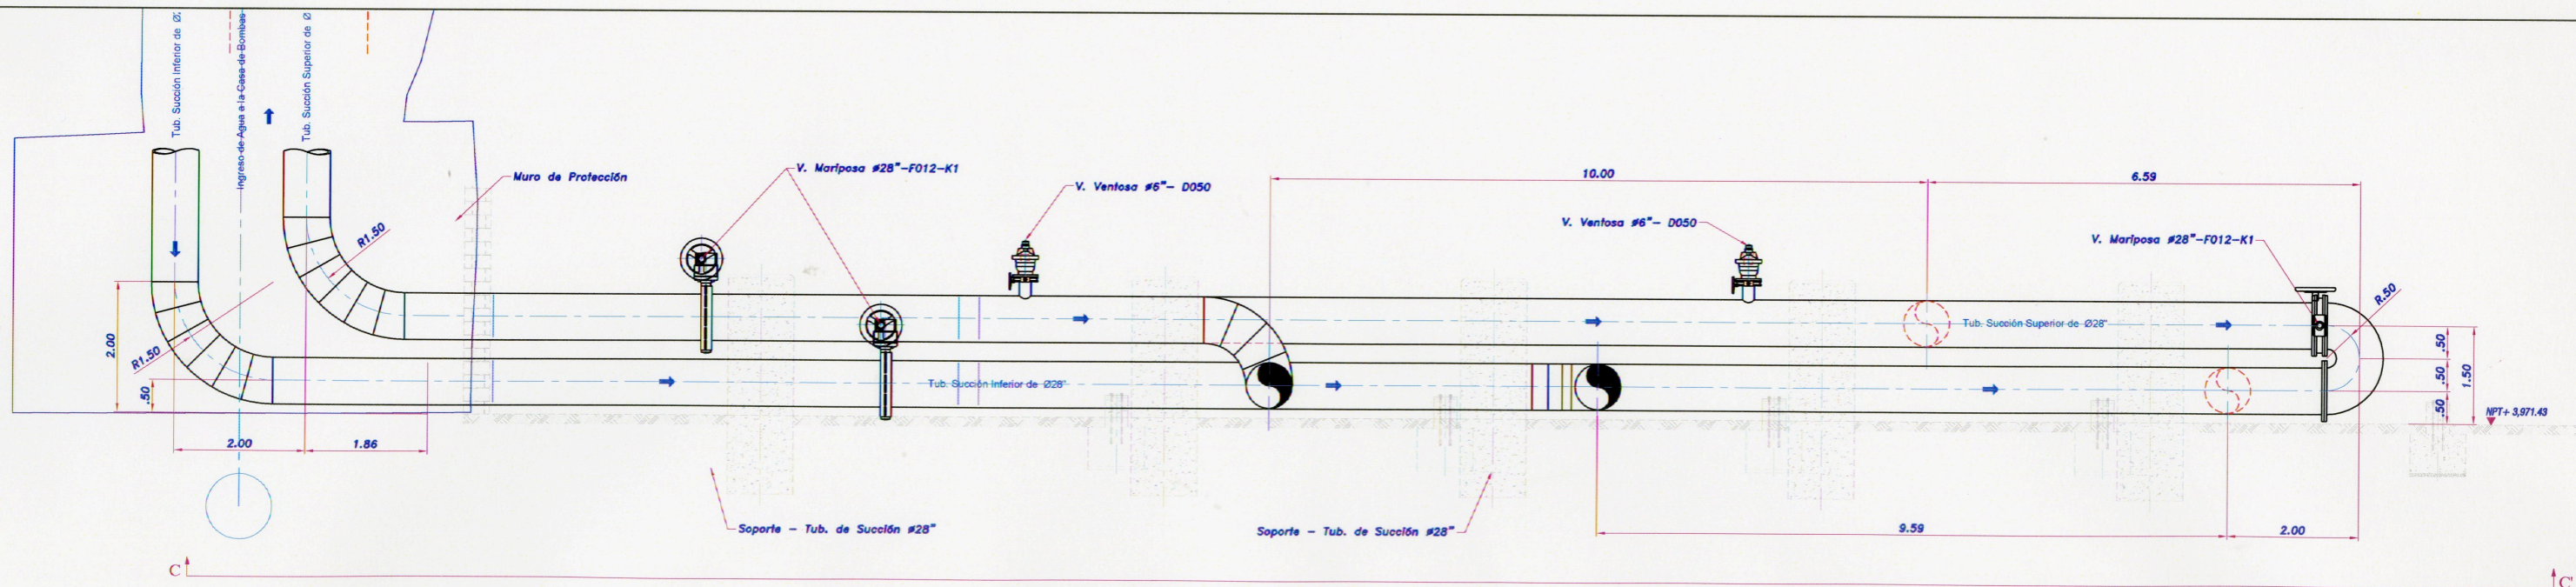 Tub. Succión Inferior de Ø
Ingreso de Agua a la Casa de Bombas
Tub. Succión Superior de Ø
Muro de Protección
V. Mariposa ø28"-F012-K1
V. Ventosa ø6"- D050
10.00
6.59
V. Ventosa ø6"- D050
V. Mariposa ø28"-F012-K1
R1.50
R.50
R1.50
2.00
.50
Tub. Succión Superior de Ø28"
Tub. Succión Inferior de Ø28"
.50
.50
.50
1.50
NPT+ 3,971.43
2.00
1.86
Soporte - Tub. de Succión ø28"
Soporte - Tub. de Succión ø28"
9.59
2.00
C
C